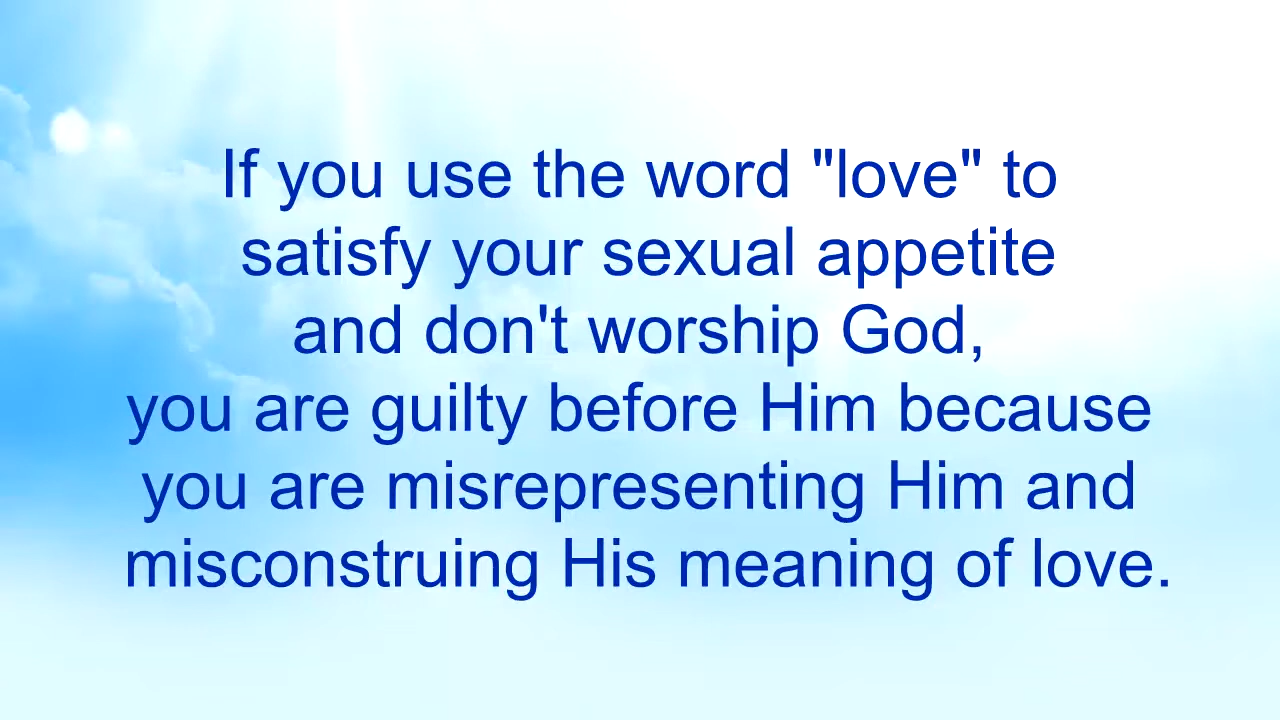 If you use the word "love" to
satisfy your sexual appetite
and don't worship God,
you are guilty before Him because
you are misrepresenting Him and
misconstruing His meaning of love.